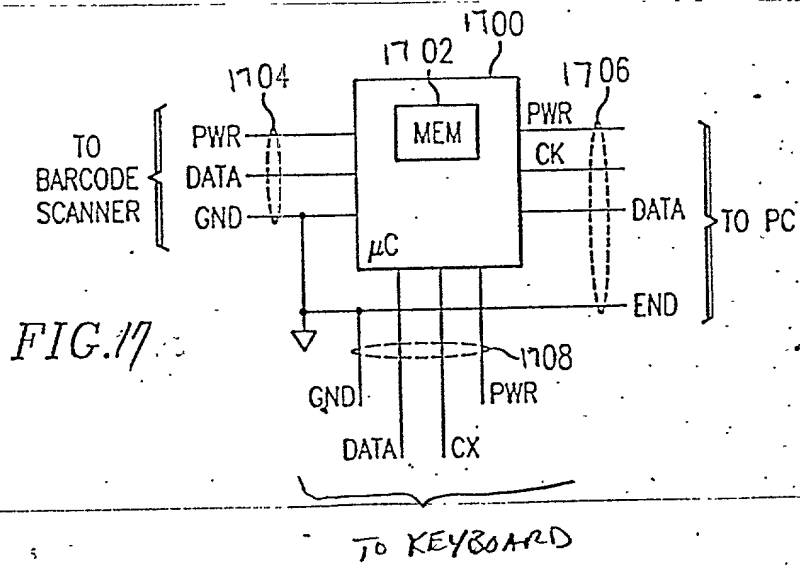 1700
1702
1704
1706
TO
BARCODE
SCANNER
PWR
DATA
GND
MEM
μC
PWR
CK
DATA
END
TO PC
FIG.17
1708
GND
PWR
DATA
CX
TO KEYBOARD